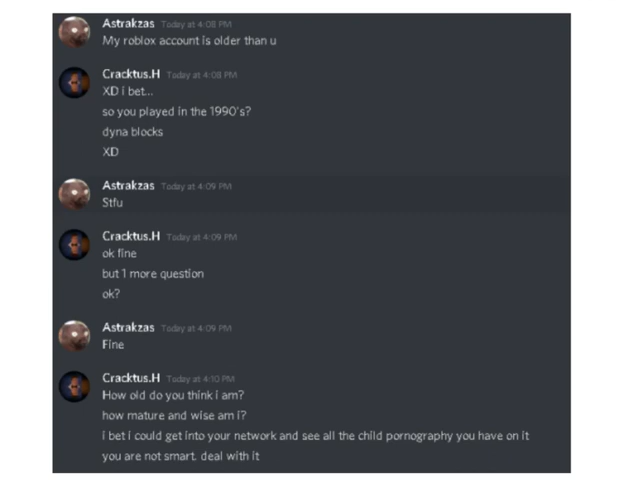 Astrakzas Today at 4:08 PM
My roblox account is older than u
Cracktus.H Today at 4:08 PM
XD i bet...
so you played in the 1990's?
dyna blocks
XD
Astrakzas Today at 4:09 PM
Stfu
Cracktus.H Today at 4:09 PM
ok fine
but 1 more question
ok?
Astrakzas Today at 4:09 PM
Fine
Cracktus.H Today at 4:10 PM
How old do you think i am?
how mature and wise am i?
i bet i could get into your network and see all the child pornography you have on it
you are not smart. deal with it